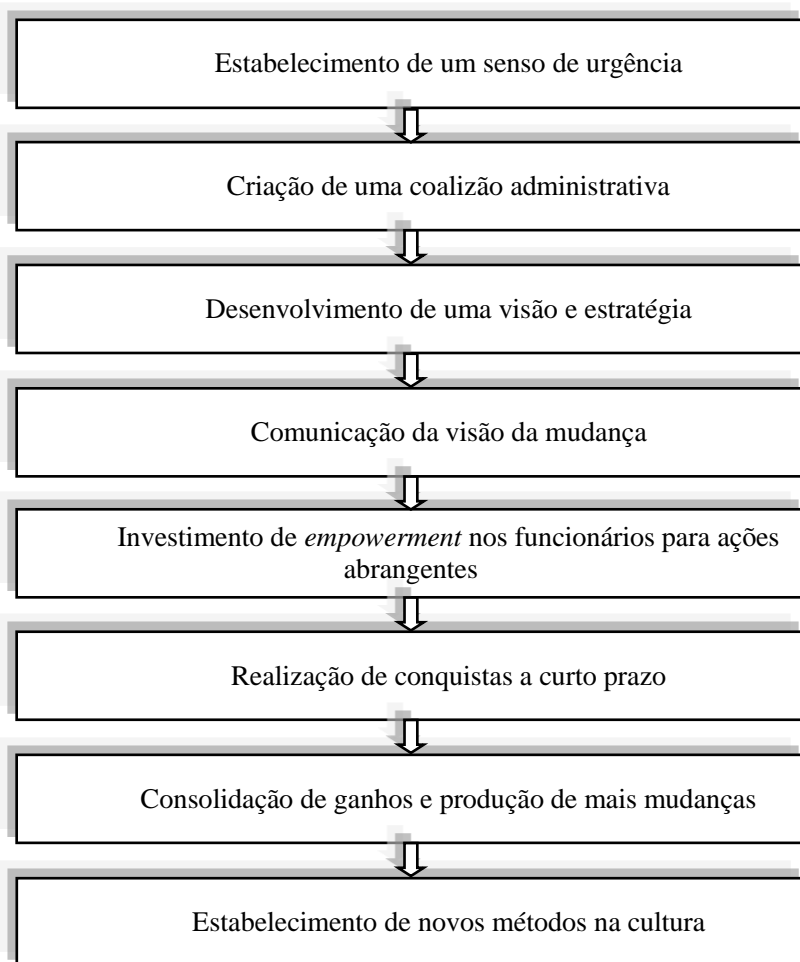 Estabelecimento de um senso de urgência
Criação de uma coalizão administrativa
Desenvolvimento de uma visão e estratégia
Comunicação da visão da mudança
Investimento de empowerment nos funcionários para ações
abrangentes
Realização de conquistas a curto prazo
Consolidação de ganhos e produção de mais mudanças
Estabelecimento de novos métodos na cultura